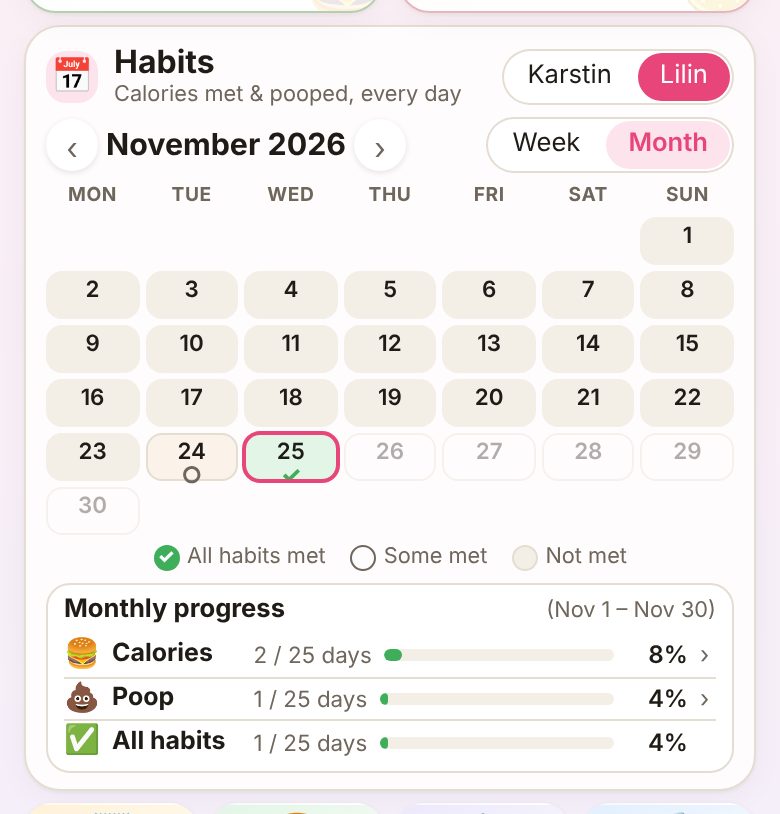 July
17
Habits
Calories met & pooped, every day
Karstin Lilin
‹ November 2026 ›
Week Month
MON TUE WED THU FRI SAT SUN
1
2 3 4 5 6 7 8
9 10 11 12 13 14 15
16 17 18 19 20 21 22
23 24 25 26 27 28 29
30
All habits met Some met Not met
Monthly progress (Nov 1 – Nov 30)
Calories 2 / 25 days 8% ›
Poop 1 / 25 days 4% ›
All habits 1 / 25 days 4%